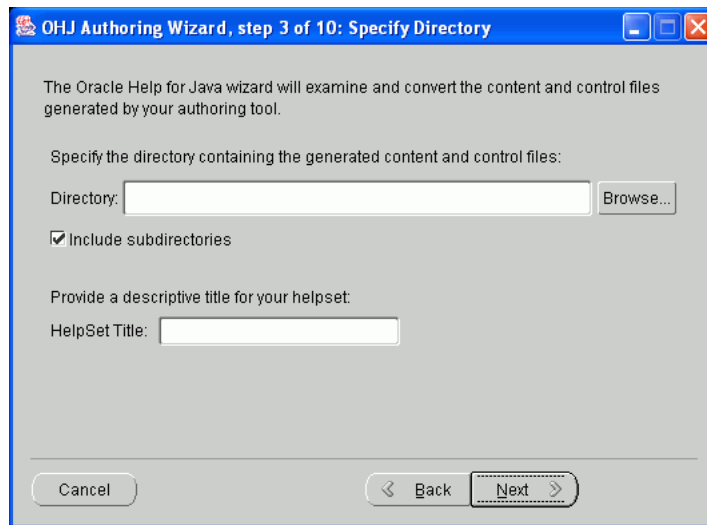 OHJ Authoring Wizard, step 3 of 10: Specify Directory
The Oracle Help for Java wizard will examine and convert the content and control files
generated by your authoring tool.
Specify the directory containing the generated content and control files:
Directory:
Browse...
Include subdirectories
Provide a descriptive title for your helpset:
HelpSet Title:
Cancel
Back
Next